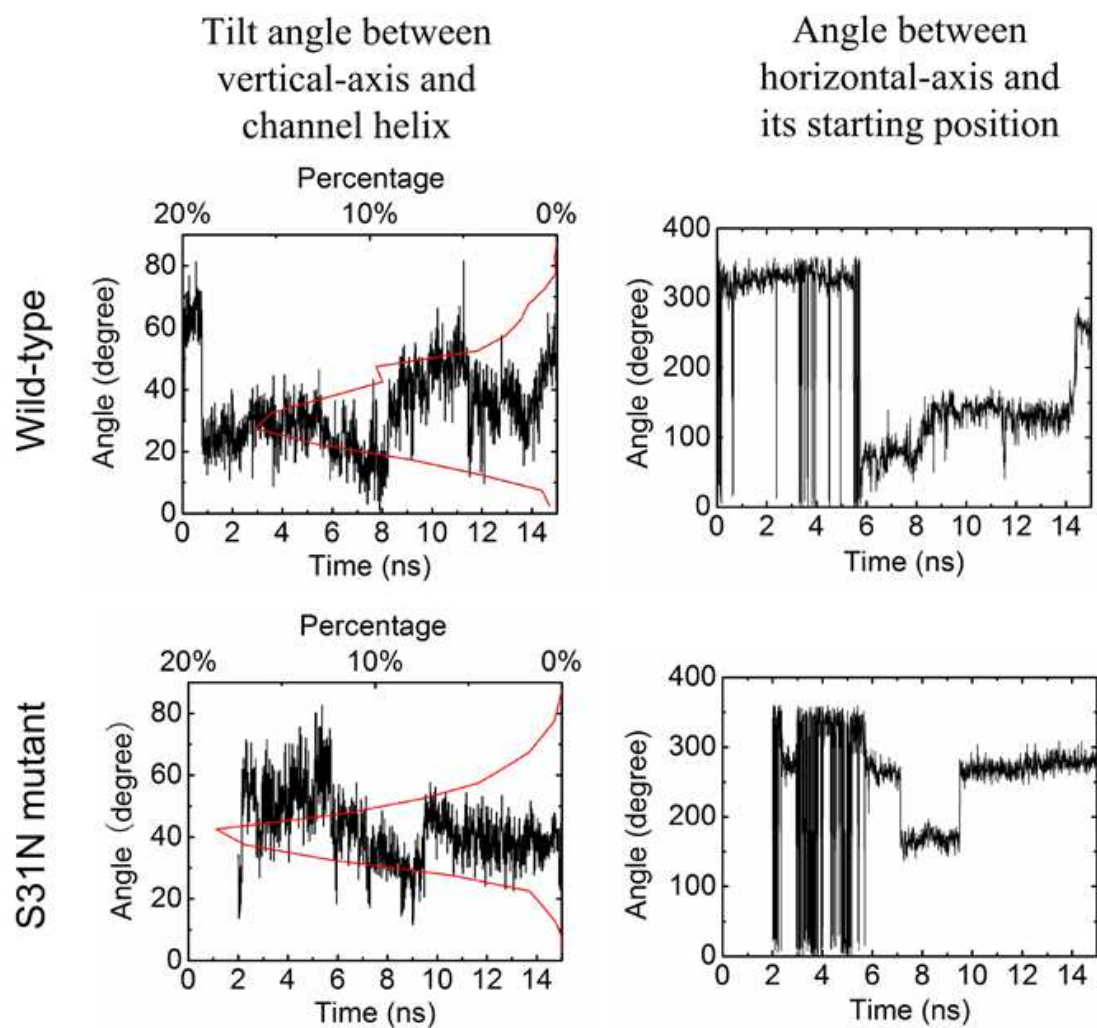 Tilt angle between
vertical-axis and
channel helix
Angle between
horizontal-axis and
its starting position
Wild-type
Percentage
20% 10% 0%
Angle (degree)
80
60
40
20
0
0 2 4 6 8 10 12 14
Time (ns)
Angle (degree)
400
300
200
100
0
0 2 4 6 8 10 12 14
Time (ns)
S31N mutant
Percentage
20% 10% 0%
Angle (degree)
80
60
40
20
0
0 2 4 6 8 10 12 14
Time (ns)
Angle (degree)
400
300
200
100
0
0 2 4 6 8 10 12 14
Time (ns)